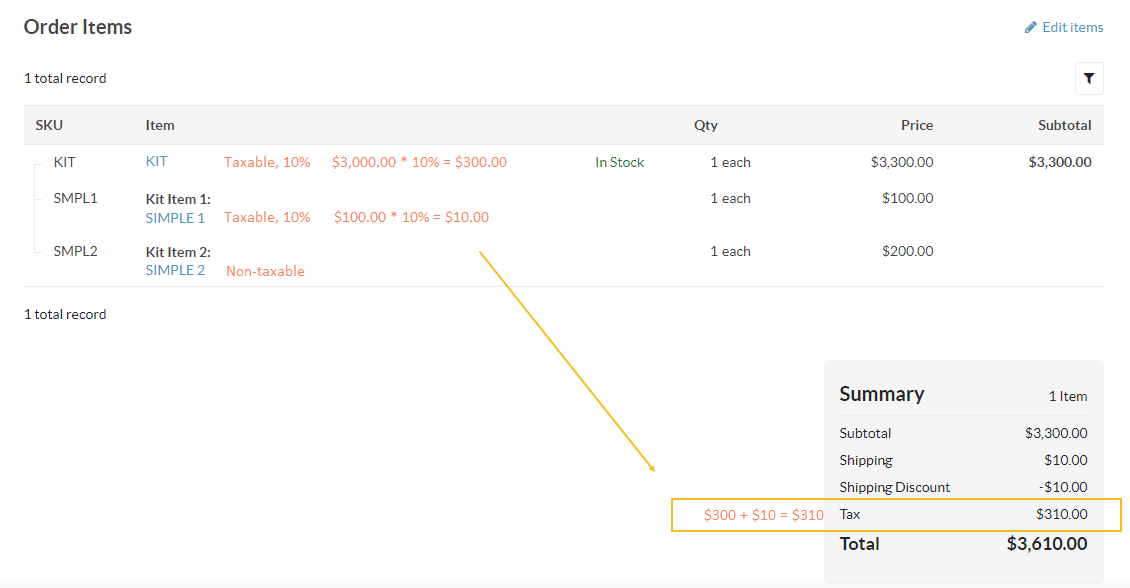 Order Items
Edit items
1 total record
SKU Item Qty Price Subtotal
KIT KIT Taxable, 10% $3,000.00 * 10% = $300.00 In Stock 1 each $3,300.00 $3,300.00
SMPL1 Kit Item 1: 1 each $100.00
SIMPLE 1 Taxable, 10% $100.00 * 10% = $10.00
SMPL2 Kit Item 2: 1 each $200.00
SIMPLE 2 Non-taxable
1 total record
Summary 1 Item
Subtotal $3,300.00
Shipping $10.00
Shipping Discount -$10.00
$300 + $10 = $310 Tax $310.00
Total $3,610.00